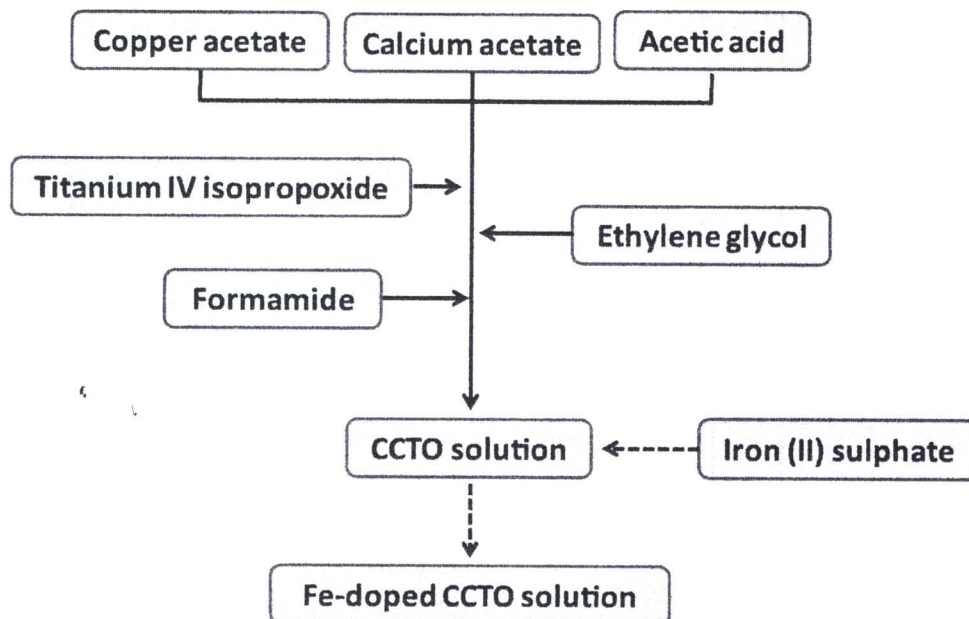 Copper acetate
Calcium acetate
Acetic acid
Titanium IV isopropoxide
Ethylene glycol
Formamide
CCTO solution
Iron (II) sulphate
Fe-doped CCTO solution